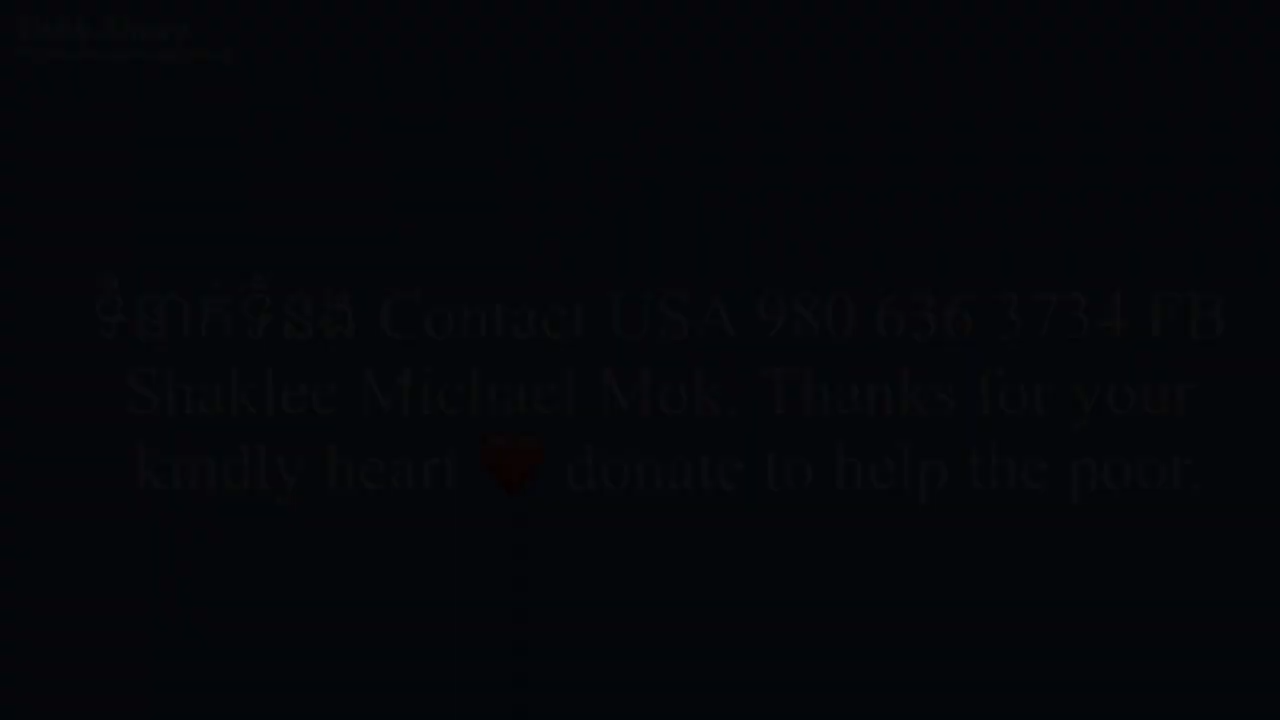 Contact USA 980 636 3734 FB
Shaklee Michael Mok. Thanks for your
kindly heart ❤ donate to help the poor.